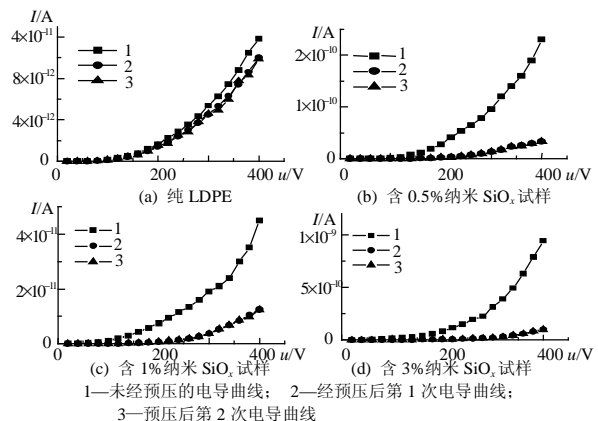 I/A
4×10⁻¹¹
8×10⁻¹²
4×10⁻¹²
0
1
2
3
200
400 u/V
(a) 纯 LDPE
I/A
2×10⁻¹⁰
1×10⁻¹⁰
0
1
2
3
200
400 u/V
(b) 含 0.5%纳米 SiOₓ 试样
I/A
4×10⁻¹¹
2×10⁻¹¹
0
1
2
3
200
400 u/V
(c) 含 1%纳米 SiOₓ 试样
I/A
1×10⁻⁹
5×10⁻¹⁰
0
1
2
3
200
400 u/V
(d) 含 3%纳米 SiOₓ 试样
1—未经预压的电导曲线； 2—经预压后第 1 次电导曲线；
3—预压后第 2 次电导曲线